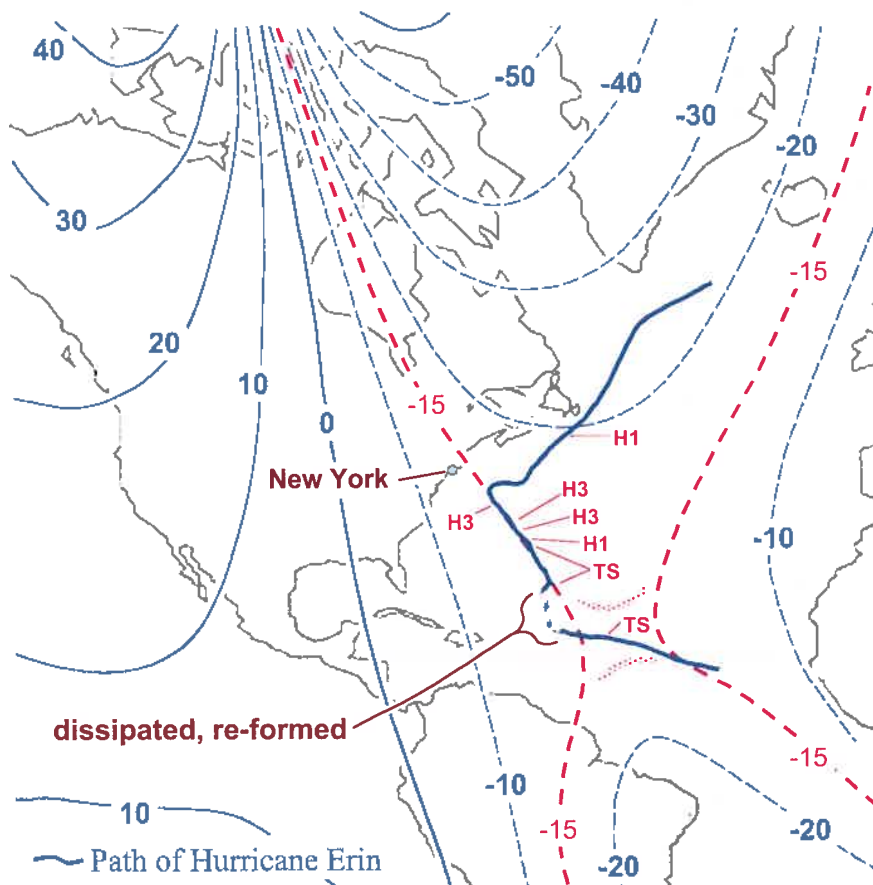 40
-50
-40
-30
-20
30
-15
20
10
-15
0
H1
New York
H3
H3
H3
H1
-10
TS
TS
dissipated, re-formed
-15
-10
10
-15
-20
-20
Path of Hurricane Erin